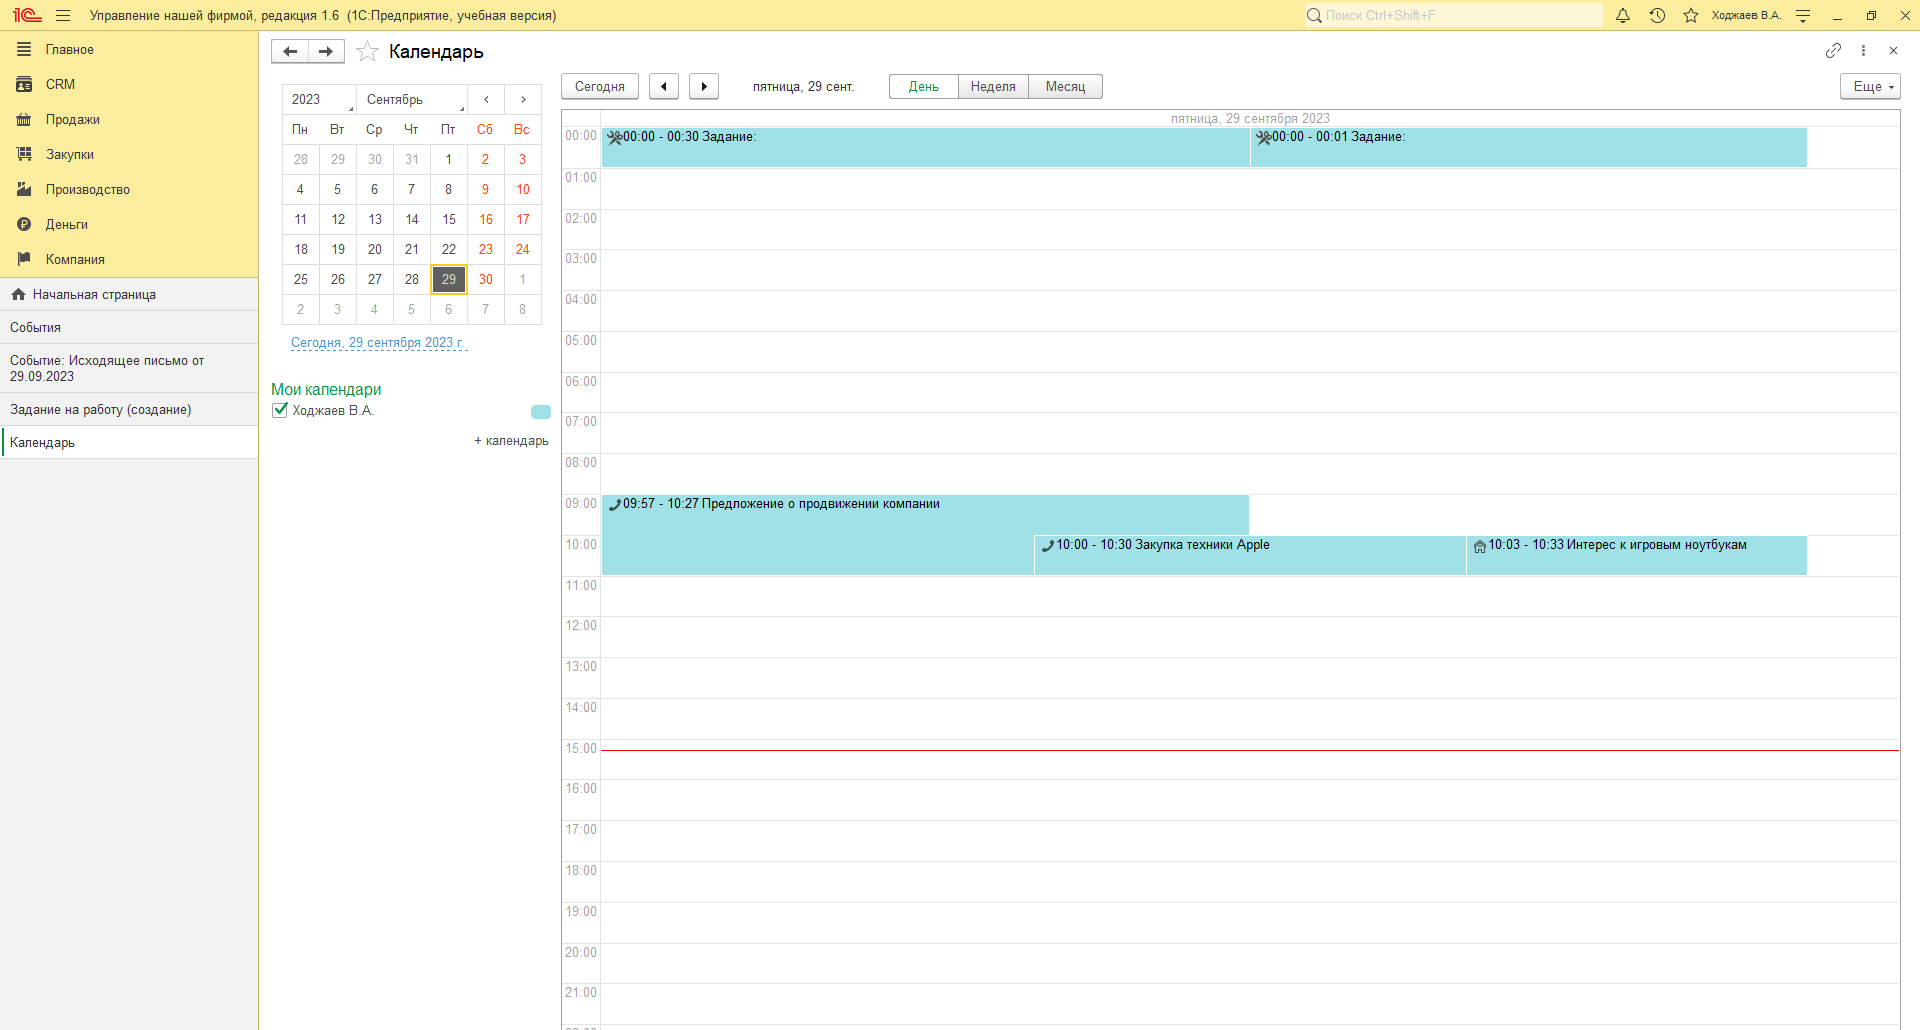 1С Управление нашей фирмой, редакция 1.6 (1С:Предприятие, учебная версия)
Поиск Ctrl+Shift+F
Ходжаев В.А.
Главное
CRM
Продажи
Закупки
Производство
Деньги
Компания
Начальная страница
События
Событие: Исходящее письмо от
29.09.2023
Задание на работу (создание)
Календарь
Календарь
2023 Сентябрь
Пн Вт Ср Чт Пт Сб Вс
28 29 30 31 1 2 3
4 5 6 7 8 9 10
11 12 13 14 15 16 17
18 19 20 21 22 23 24
25 26 27 28 29 30 1
2 3 4 5 6 7 8
Сегодня, 29 сентября 2023 г.
Мои календари
Ходжаев В.А.
+ календарь
Сегодня пятница, 29 сент. День Неделя Месяц Еще
пятница, 29 сентября 2023
00:00 00:00 - 00:30 Задание: 00:00 - 00:01 Задание:
01:00
02:00
03:00
04:00
05:00
06:00
07:00
08:00
09:00 09:57 - 10:27 Предложение о продвижении компании
10:00 10:00 - 10:30 Закупка техники Apple 10:03 - 10:33 Интерес к игровым ноутбукам
11:00
12:00
13:00
14:00
15:00
16:00
17:00
18:00
19:00
20:00
21:00